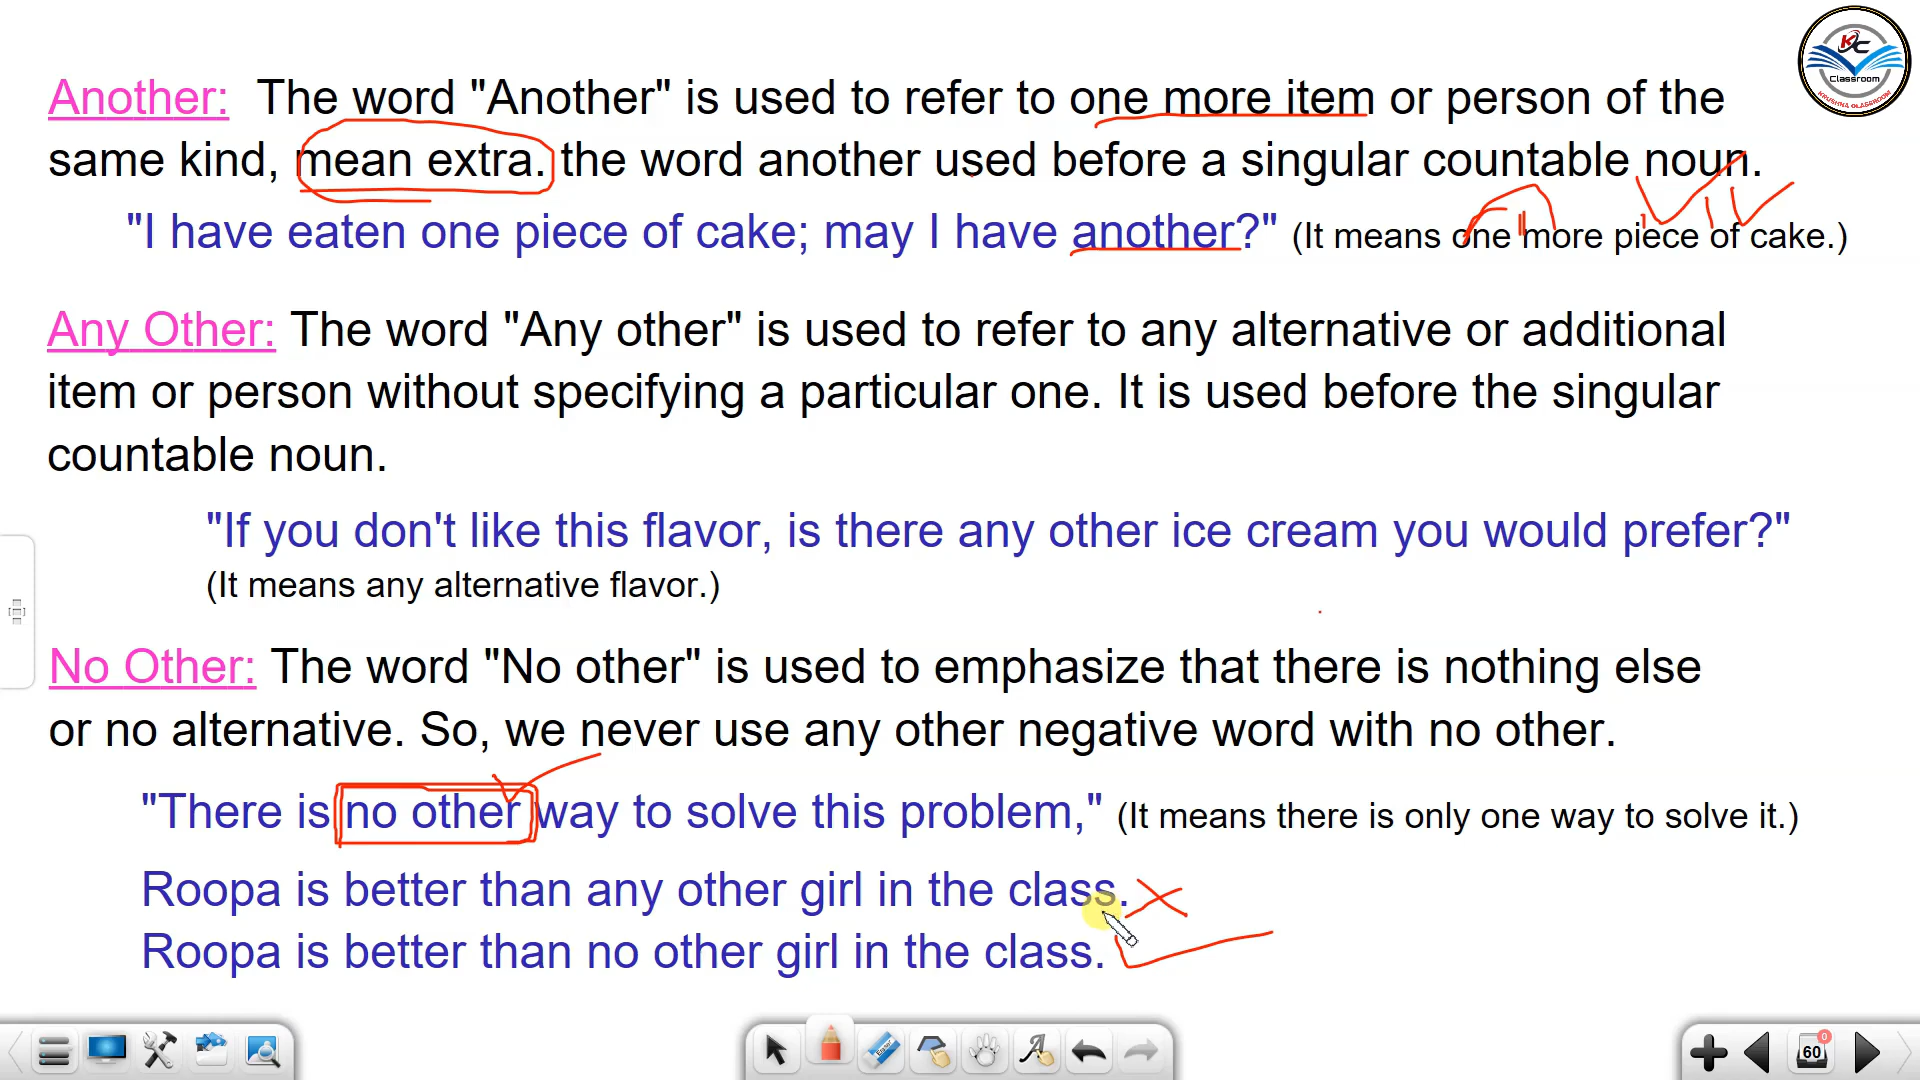 Another: The word "Another" is used to refer to one more item or person of the
same kind, mean extra. the word another used before a singular countable noun.
"I have eaten one piece of cake; may I have another?" (It means one more piece of cake.)
Any Other: The word "Any other" is used to refer to any alternative or additional
item or person without specifying a particular one. It is used before the singular
countable noun.
"If you don't like this flavor, is there any other ice cream you would prefer?"
(It means any alternative flavor.)
No Other: The word "No other" is used to emphasize that there is nothing else
or no alternative. So, we never use any other negative word with no other.
"There is no other way to solve this problem," (It means there is only one way to solve it.)
Roopa is better than any other girl in the class.
Roopa is better than no other girl in the class.
KC
Classroom
KRUSHNA CLASSROOM
Eraser
A
60
0